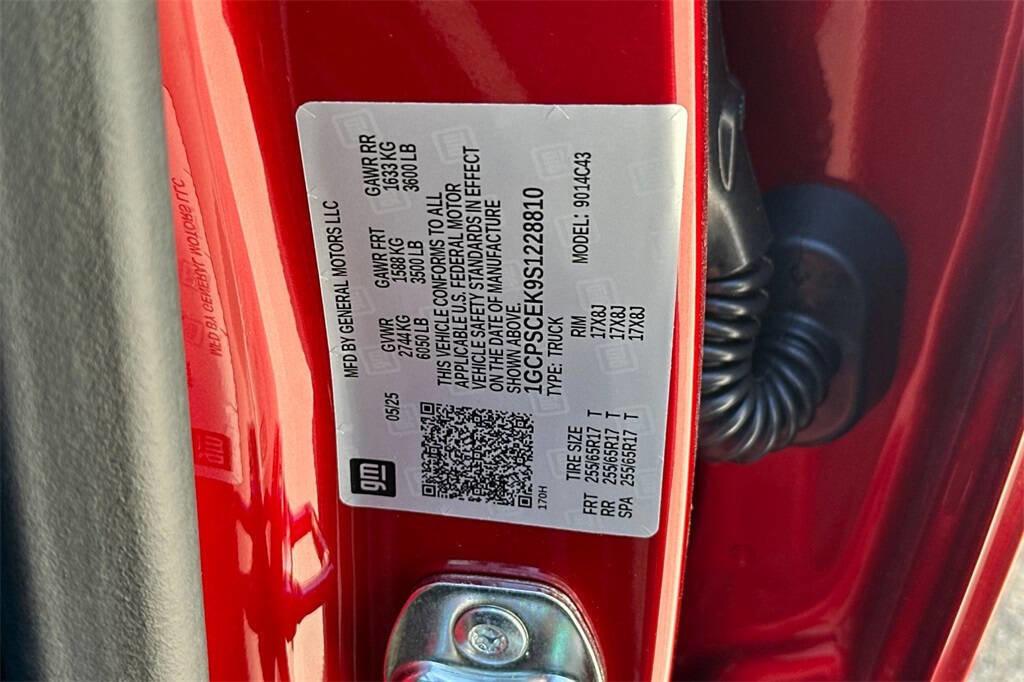 gm
MFD BY GENERAL MOTORS LLC
05/25 GVWR GAWR FRT GAWR RR
2744 KG 1588 KG 1633 KG
6050 LB 3500 LB 3600 LB
THIS VEHICLE CONFORMS TO ALL
APPLICABLE U.S. FEDERAL MOTOR
VEHICLE SAFETY STANDARDS IN EFFECT
ON THE DATE OF MANUFACTURE
SHOWN ABOVE.
1GCPSCEK9S1228810
170H TYPE: TRUCK MODEL: 9014C43
TIRE SIZE RIM
FRT 255/65R17 T 17X8J
RR 255/65R17 T 17X8J
SPA 255/65R17 T 17X8J